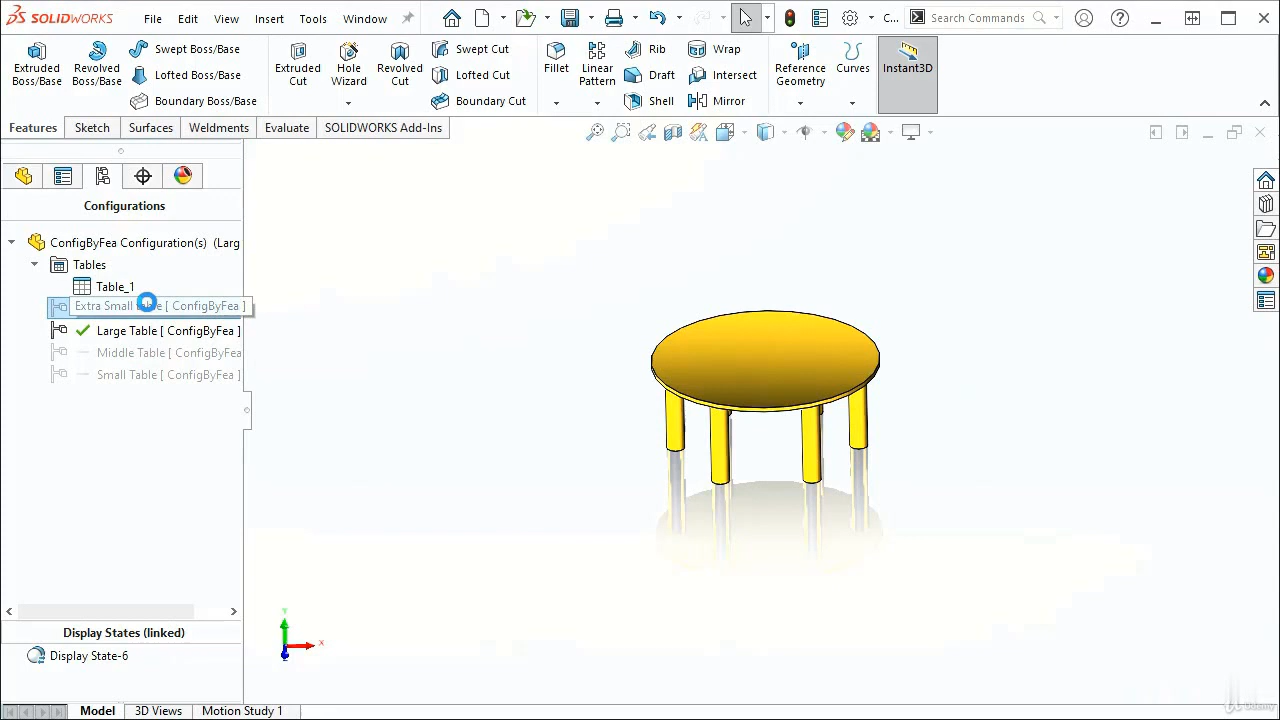 SOLIDWORKS File Edit View Insert Tools Window C... Search Commands
Extruded Boss/Base
Revolved Boss/Base
Swept Boss/Base
Lofted Boss/Base
Boundary Boss/Base
Extruded Cut
Hole Wizard
Revolved Cut
Swept Cut
Lofted Cut
Boundary Cut
Fillet
Linear Pattern
Rib
Draft
Shell
Wrap
Intersect
Mirror
Reference Geometry
Curves
Instant3D
Features Sketch Surfaces Weldments Evaluate SOLIDWORKS Add-Ins
Configurations
ConfigByFea Configuration(s) (Larg
Tables
Table_1
Extra Small Table [ ConfigByFea ]
Large Table [ ConfigByFea ]
Middle Table [ ConfigByFea
Small Table [ ConfigByFea ]
Y
X
Display States (linked)
Display State-6
Model 3D Views Motion Study 1
Udemy